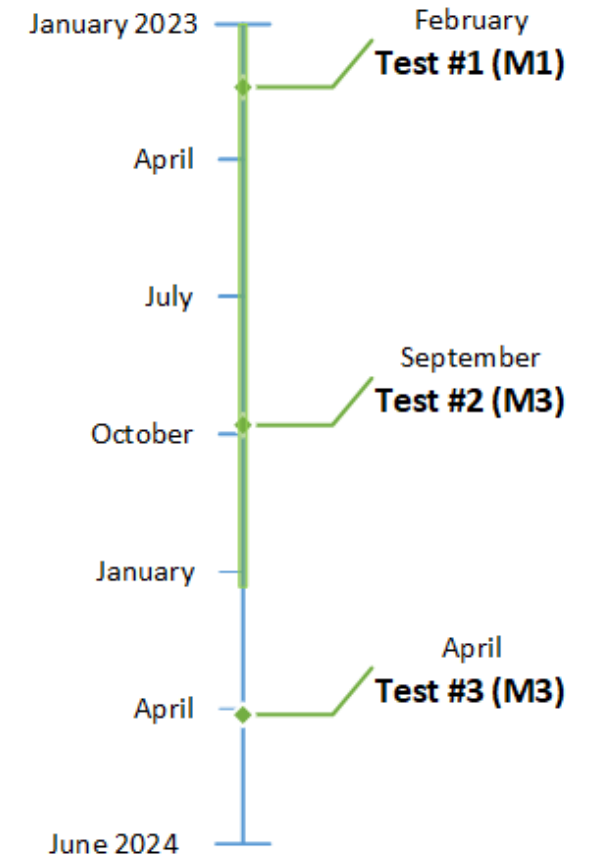 January 2023
February
Test #1 (M1)
April
July
September
Test #2 (M3)
October
January
April
Test #3 (M3)
April
June 2024